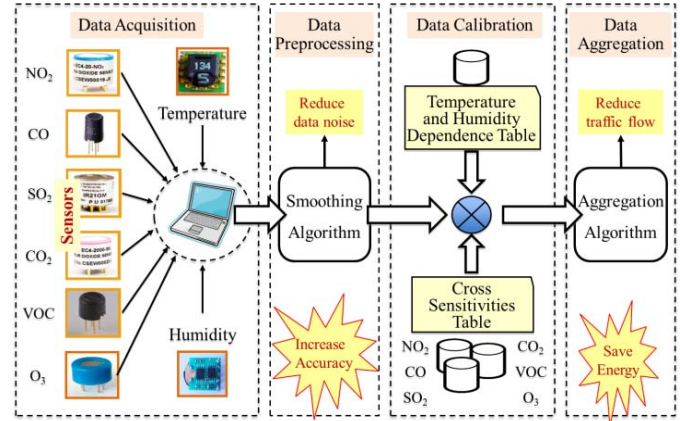 Data Acquisition
Data
Preprocessing
Data Calibration
Data
Aggregation
NO₂
CO
SO₂
CO₂
VOC
O₃
Sensors
134
S
Temperature
Humidity
Reduce
data noise
Smoothing
Algorithm
Increase
Accuracy
Temperature
and Humidity
Dependence Table
Cross
Sensitivities
Table
NO₂
CO
SO₂
CO₂
VOC
O₃
Reduce
traffic flow
Aggregation
Algorithm
Save
Energy